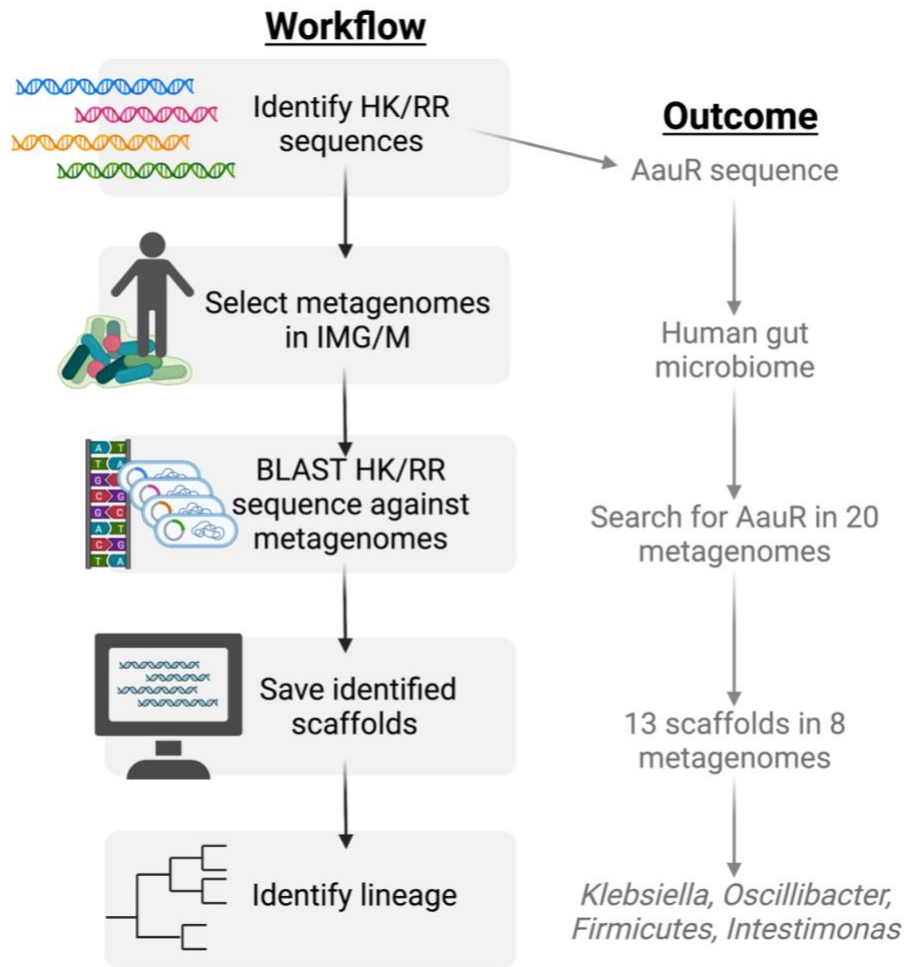 Workflow
Identify HK/RR
sequences
Outcome
AauR sequence
Select metagenomes
in IMG/M
Human gut
microbiome
A T
T A
G C
C G
G C
A T
C G
T A
BLAST HK/RR
sequence against
metagenomes
Search for AauR in 20
metagenomes
Save identified
scaffolds
13 scaffolds in 8
metagenomes
Identify lineage
Klebsiella, Oscillibacter,
Firmicutes, Intestimonas